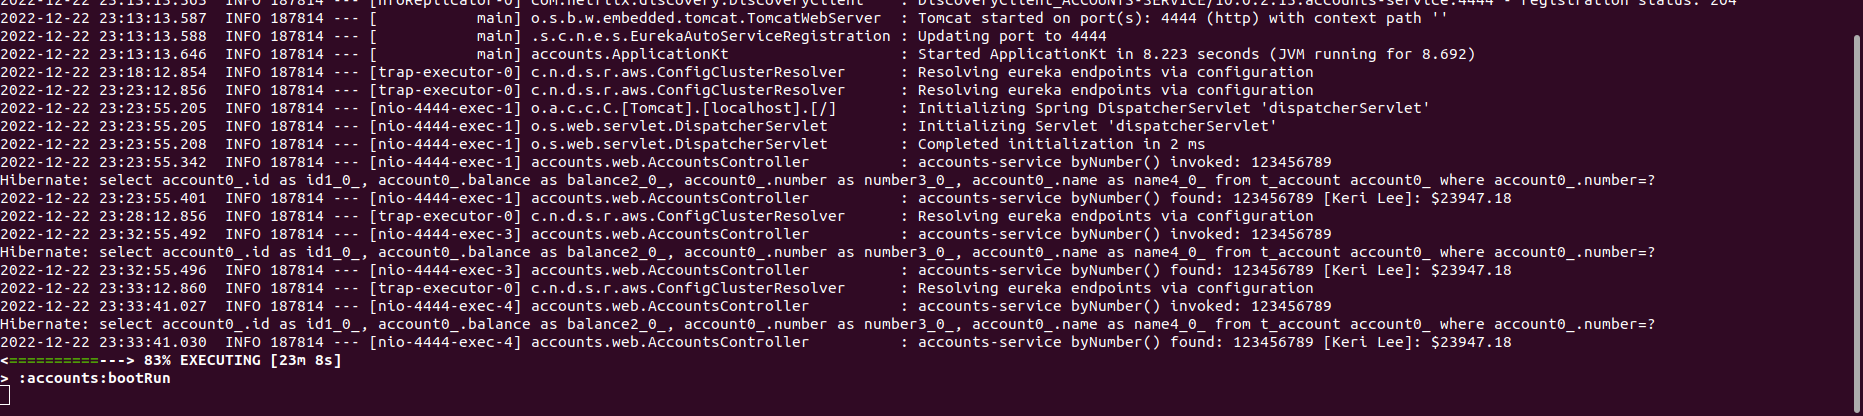 2022-12-22 23:13:13.563  INFO 187814 --- [nfoReplicator-0] com.netflix.discovery.DiscoveryClient    : DiscoveryClient_ACCOUNTS-SERVICE/10.0.2.15:accounts-service:4444 - registration status: 204
2022-12-22 23:13:13.587  INFO 187814 --- [           main] o.s.b.w.embedded.tomcat.TomcatWebServer  : Tomcat started on port(s): 4444 (http) with context path ''
2022-12-22 23:13:13.588  INFO 187814 --- [           main] .s.c.n.e.s.EurekaAutoServiceRegistration : Updating port to 4444
2022-12-22 23:13:13.646  INFO 187814 --- [           main] accounts.ApplicationKt                   : Started ApplicationKt in 8.223 seconds (JVM running for 8.692)
2022-12-22 23:18:12.854  INFO 187814 --- [trap-executor-0] c.n.d.s.r.aws.ConfigClusterResolver      : Resolving eureka endpoints via configuration
2022-12-22 23:23:12.856  INFO 187814 --- [trap-executor-0] c.n.d.s.r.aws.ConfigClusterResolver      : Resolving eureka endpoints via configuration
2022-12-22 23:23:55.205  INFO 187814 --- [nio-4444-exec-1] o.a.c.c.C.[Tomcat].[localhost].[/]       : Initializing Spring DispatcherServlet 'dispatcherServlet'
2022-12-22 23:23:55.205  INFO 187814 --- [nio-4444-exec-1] o.s.web.servlet.DispatcherServlet        : Initializing Servlet 'dispatcherServlet'
2022-12-22 23:23:55.208  INFO 187814 --- [nio-4444-exec-1] o.s.web.servlet.DispatcherServlet        : Completed initialization in 2 ms
2022-12-22 23:23:55.342  INFO 187814 --- [nio-4444-exec-1] accounts.web.AccountsController          : accounts-service byNumber() invoked: 123456789
Hibernate: select account0_.id as id1_0_, account0_.balance as balance2_0_, account0_.number as number3_0_, account0_.name as name4_0_ from t_account account0_ where account0_.number=?
2022-12-22 23:23:55.401  INFO 187814 --- [nio-4444-exec-1] accounts.web.AccountsController          : accounts-service byNumber() found: 123456789 [Keri Lee]: $23947.18
2022-12-22 23:28:12.856  INFO 187814 --- [trap-executor-0] c.n.d.s.r.aws.ConfigClusterResolver      : Resolving eureka endpoints via configuration
2022-12-22 23:32:55.492  INFO 187814 --- [nio-4444-exec-3] accounts.web.AccountsController          : accounts-service byNumber() invoked: 123456789
Hibernate: select account0_.id as id1_0_, account0_.balance as balance2_0_, account0_.number as number3_0_, account0_.name as name4_0_ from t_account account0_ where account0_.number=?
2022-12-22 23:32:55.496  INFO 187814 --- [nio-4444-exec-3] accounts.web.AccountsController          : accounts-service byNumber() found: 123456789 [Keri Lee]: $23947.18
2022-12-22 23:33:12.860  INFO 187814 --- [trap-executor-0] c.n.d.s.r.aws.ConfigClusterResolver      : Resolving eureka endpoints via configuration
2022-12-22 23:33:41.027  INFO 187814 --- [nio-4444-exec-4] accounts.web.AccountsController          : accounts-service byNumber() invoked: 123456789
Hibernate: select account0_.id as id1_0_, account0_.balance as balance2_0_, account0_.number as number3_0_, account0_.name as name4_0_ from t_account account0_ where account0_.number=?
2022-12-22 23:33:41.030  INFO 187814 --- [nio-4444-exec-4] accounts.web.AccountsController          : accounts-service byNumber() found: 123456789 [Keri Lee]: $23947.18
<==========---> 83% EXECUTING [23m 8s]
> :accounts:bootRun